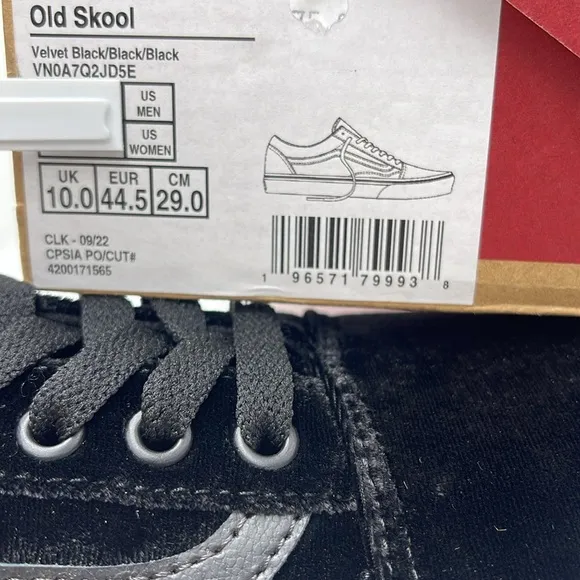 Old Skool
Velvet Black/Black/Black
VN0A7Q2JD5E
US
MEN
US
WOMEN
UK EUR CM
10.0 44.5 29.0
CLK - 09/22
CPSIA PO/CUT#
4200171565
1 96571 79993 8